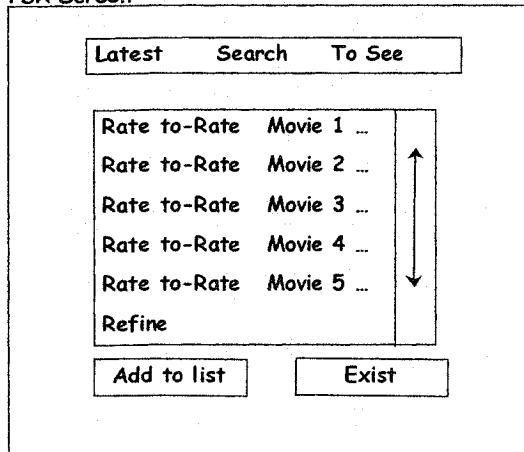 Latest Search To See
Rate to-Rate Movie 1 ...
Rate to-Rate Movie 2 ...
Rate to-Rate Movie 3 ...
Rate to-Rate Movie 4 ...
Rate to-Rate Movie 5 ...
Refine
Add to list Exist